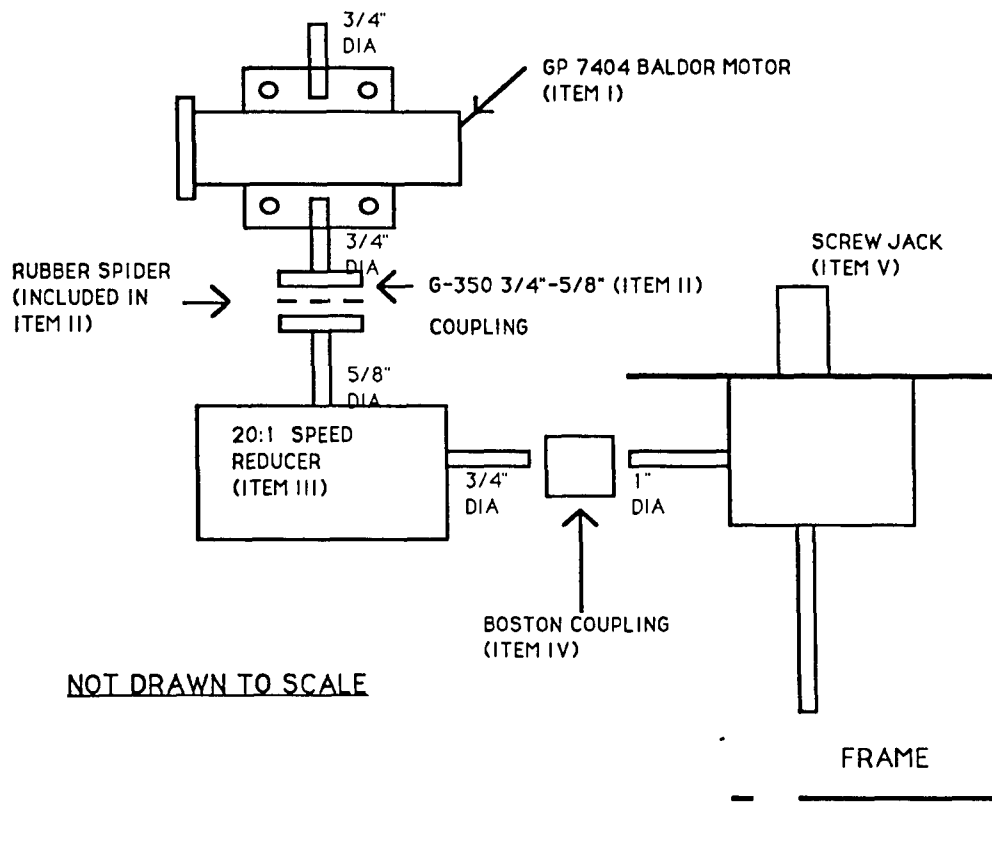 3/4"
DIA
GP 7404 BALDOR MOTOR
(ITEM I)
3/4"
DIA
RUBBER SPIDER
(INCLUDED IN
ITEM II)
G-350 3/4"-5/8" (ITEM II)
COUPLING
SCREW JACK
(ITEM V)
5/8"
DIA
20:1 SPEED
REDUCER
(ITEM III)
3/4"
DIA
1"
DIA
BOSTON COUPLING
(ITEM IV)
NOT DRAWN TO SCALE
FRAME